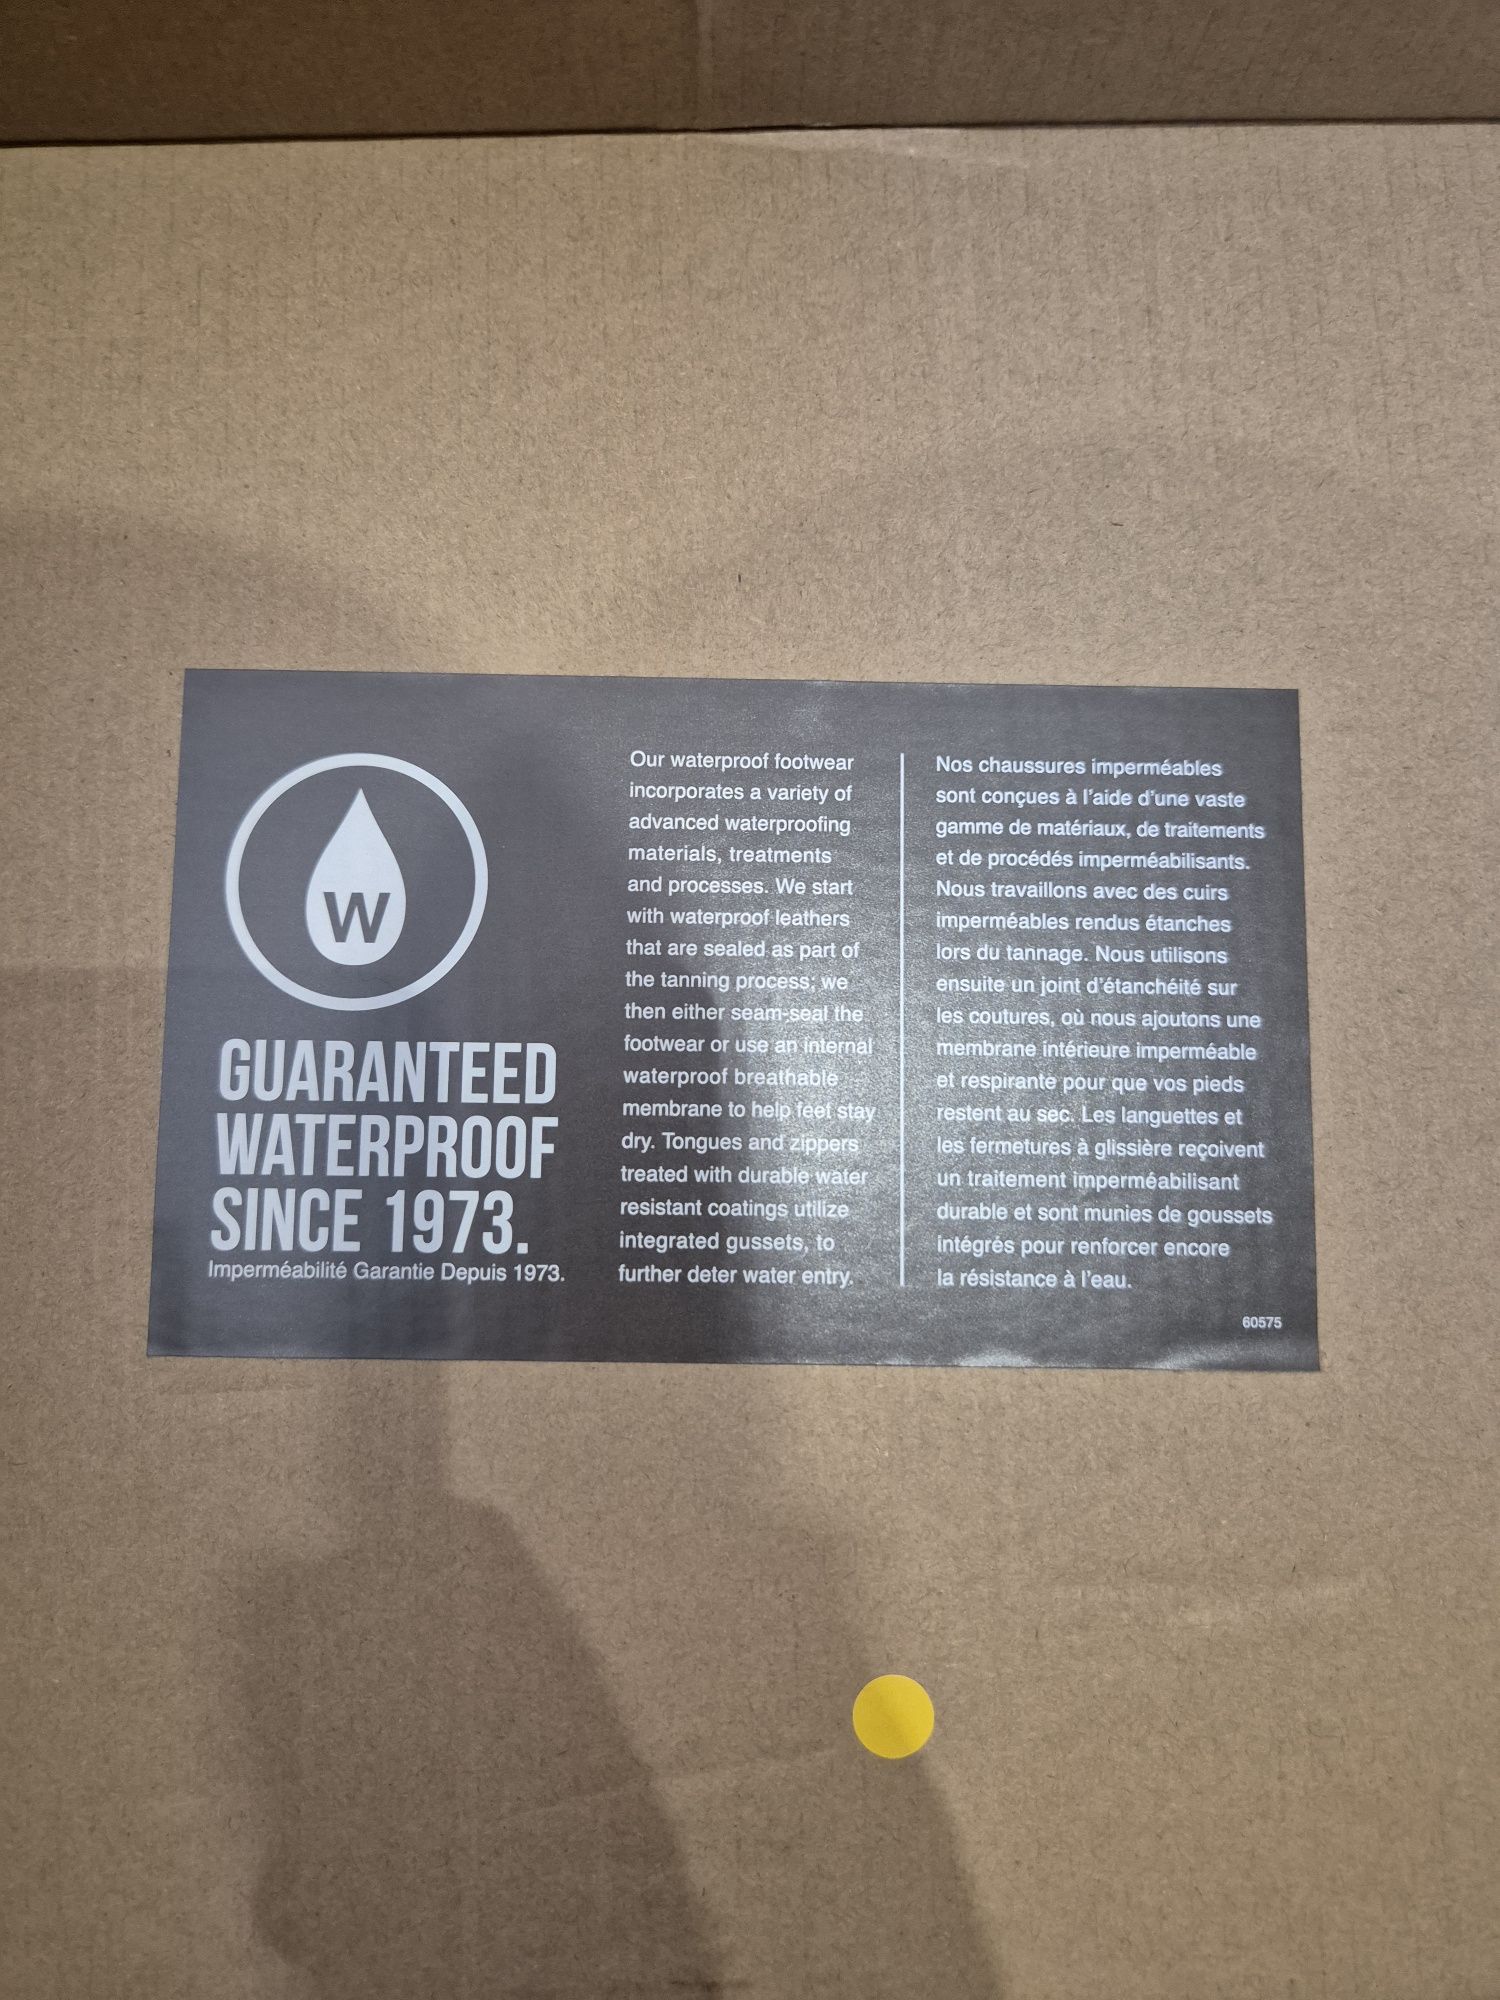 W
GUARANTEED
WATERPROOF
SINCE 1973.
Imperméabilité Garantie Depuis 1973.
Our waterproof footwear
incorporates a variety of
advanced waterproofing
materials, treatments
and processes. We start
with waterproof leathers
that are sealed as part of
the tanning process; we
then either seam-seal the
footwear or use an internal
waterproof breathable
membrane to help feet stay
dry. Tongues and zippers
treated with durable water
resistant coatings utilize
integrated gussets, to
further deter water entry.
Nos chaussures imperméables
sont conçues à l'aide d'une vaste
gamme de matériaux, de traitements
et de procédés imperméabilisants.
Nous travaillons avec des cuirs
imperméables rendus étanches
lors du tannage. Nous utilisons
ensuite un joint d'étanchéité sur
les coutures, où nous ajoutons une
membrane intérieure imperméable
et respirante pour que vos pieds
restent au sec. Les languettes et
les fermetures à glissière reçoivent
un traitement imperméabilisant
durable et sont munies de goussets
intégrés pour renforcer encore
la résistance à l'eau.
60575